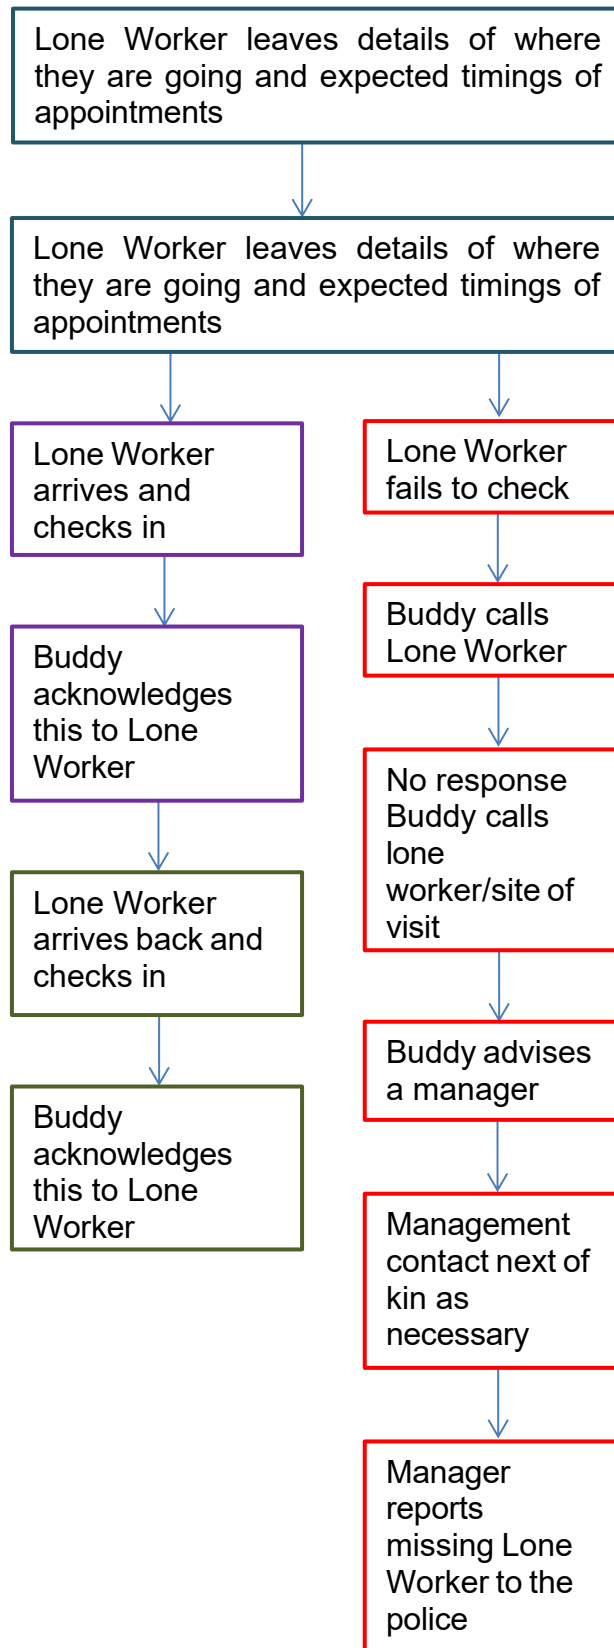 Lone Worker leaves details of where
they are going and expected timings of
appointments
Lone Worker leaves details of where
they are going and expected timings of
appointments
Lone Worker
arrives and
checks in
Buddy
acknowledges
this to Lone
Worker
Lone Worker
arrives back and
checks in
Buddy
acknowledges
this to Lone
Worker
Lone Worker
fails to check
Buddy calls
Lone Worker
No response
Buddy calls
lone
worker/site of
visit
Buddy advises
a manager
Management
contact next of
kin as
necessary
Manager
reports
missing Lone
Worker to the
police